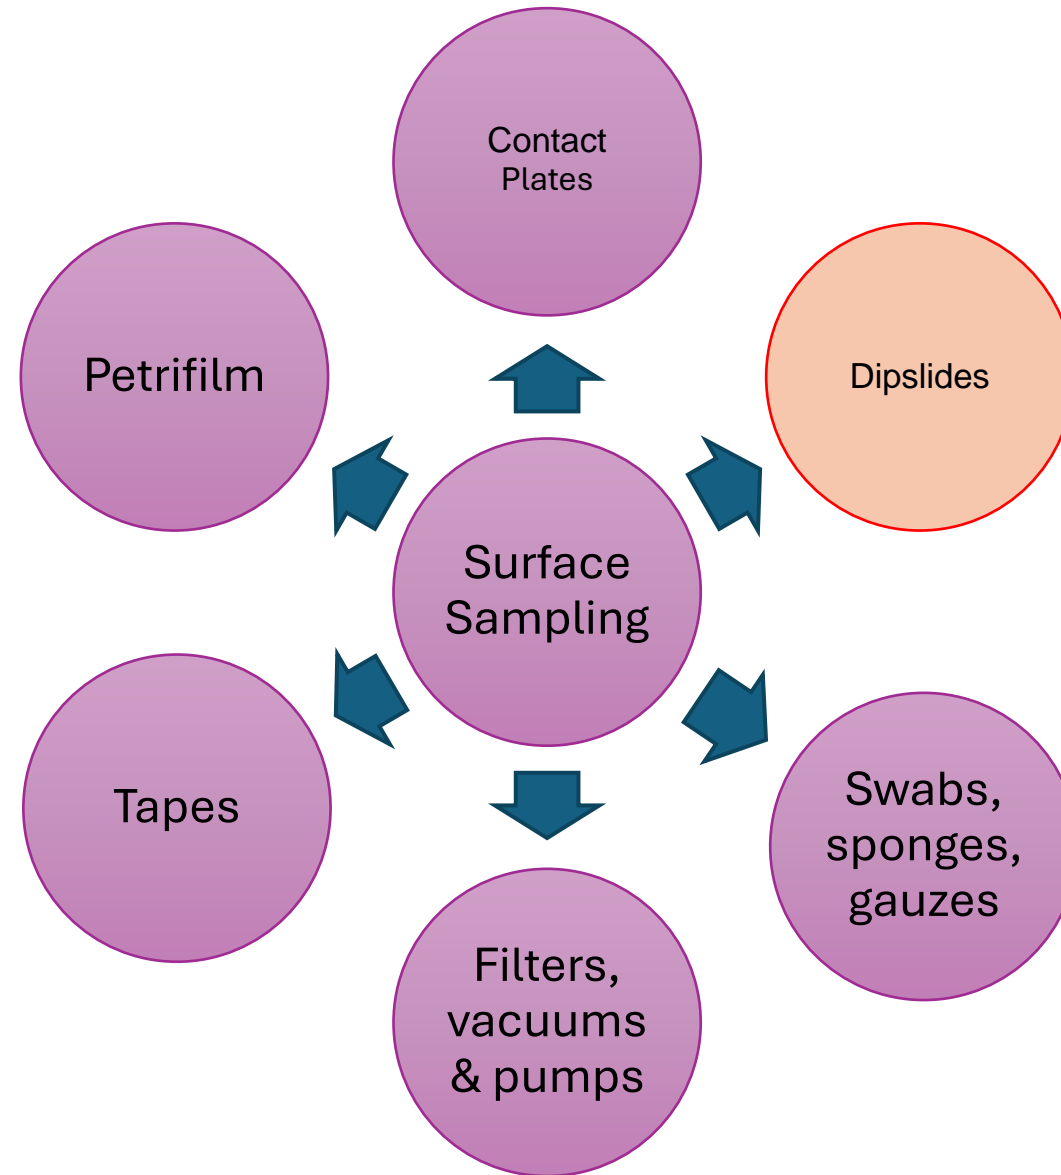 Contact
Plates
Petrifilm
Dipslides
Surface
Sampling
Tapes
Swabs,
sponges,
gauzes
Filters,
vacuums
& pumps